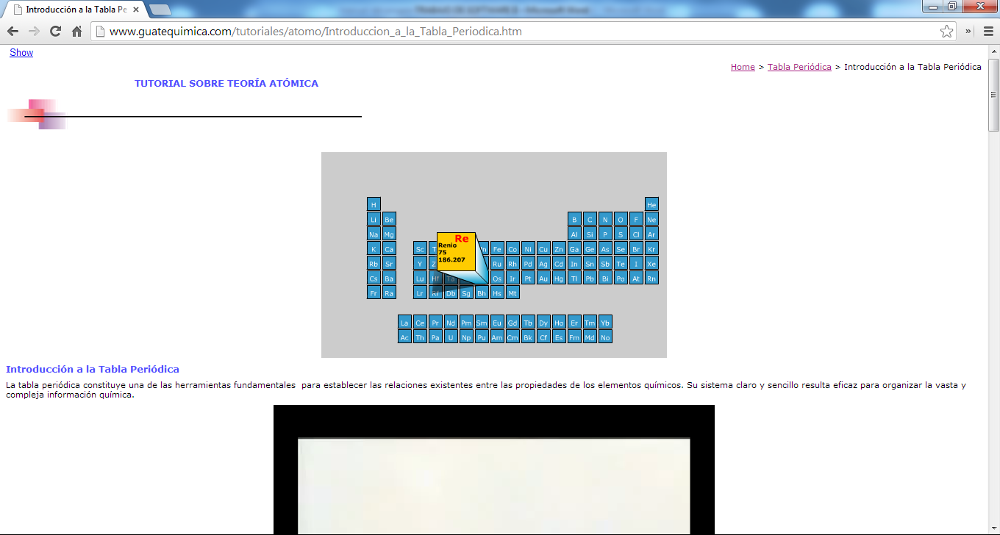 Introducción a la Tabla Pe
www.guatequimica.com/tutoriales/atomo/Introduccion_a_la_Tabla_Periodica.htm
Show
Home > Tabla Periódica > Introducción a la Tabla Periódica
TUTORIAL SOBRE TEORÍA ATÓMICA
H He
Li Be B C N O F Ne
Na Mg Al Si P S Cl Ar
Re
Renio
75
186.207
K Ca Sc Fe Co Ni Cu Zn Ga Ge As Se Br Kr
Rb Sr Y Ru Rh Pd Ag Cd In Sn Sb Te I Xe
Cs Ba Lu Hf Ta Os Ir Pt Au Hg Tl Pb Bi Po At Rn
Fr Ra Lr Rf Db Sg Bh Hs Mt
La Ce Pr Nd Pm Sm Eu Gd Tb Dy Ho Er Tm Yb
Ac Th Pa U Np Pu Am Cm Bk Cf Es Fm Md No
Introducción a la Tabla Periódica
La tabla periódica constituye una de las herramientas fundamentales para establecer las relaciones existentes entre las propiedades de los elementos químicos. Su sistema claro y sencillo resulta eficaz para organizar la vasta y
compleja información química.